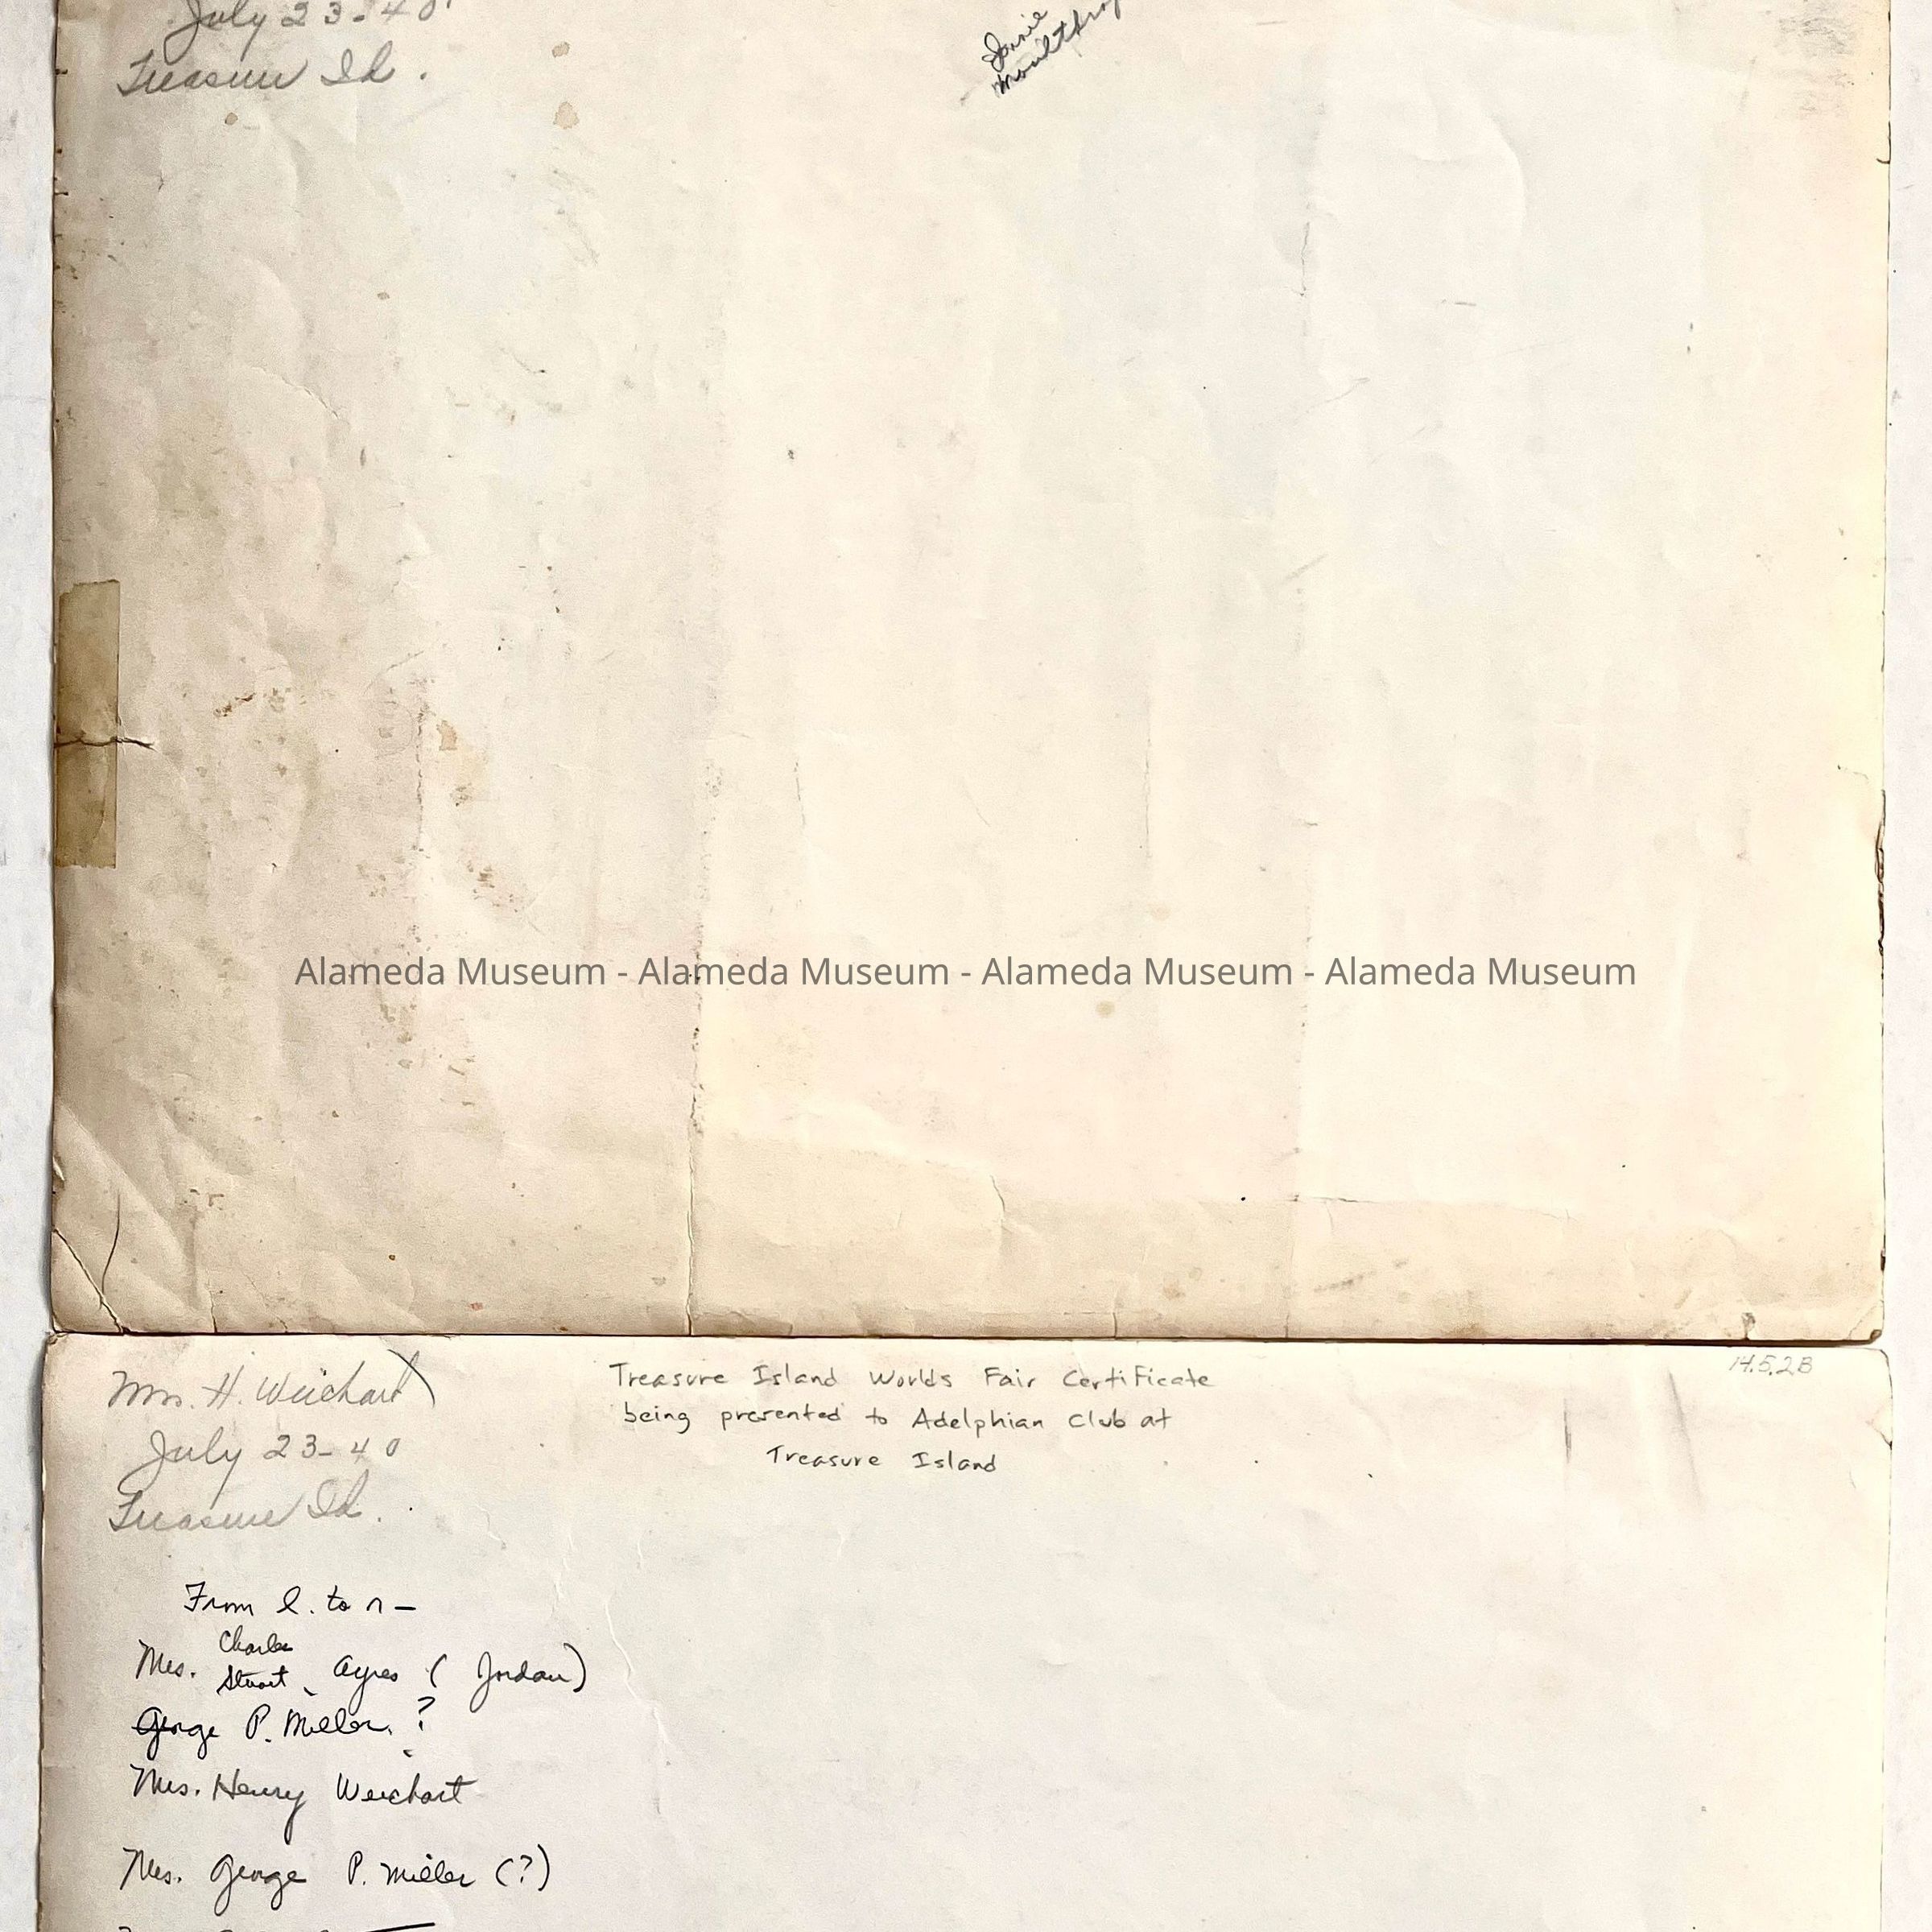 July 23-40
Treasure Id.
Moulthrop
Alameda Museum - Alameda Museum - Alameda Museum - Alameda Museum
Mrs. H. Weichart
July 23-40
Treasure Id.
Treasure Island Worlds Fair Certificate
being presented to Adelphian Club at
Treasure Island
14.5.2B
From l. to r —
Charles
Mrs. Stuart Ayres (Jordan)
George P. Miller ?
Mrs. Henry Weichart
Mrs. George P. Miller (?)